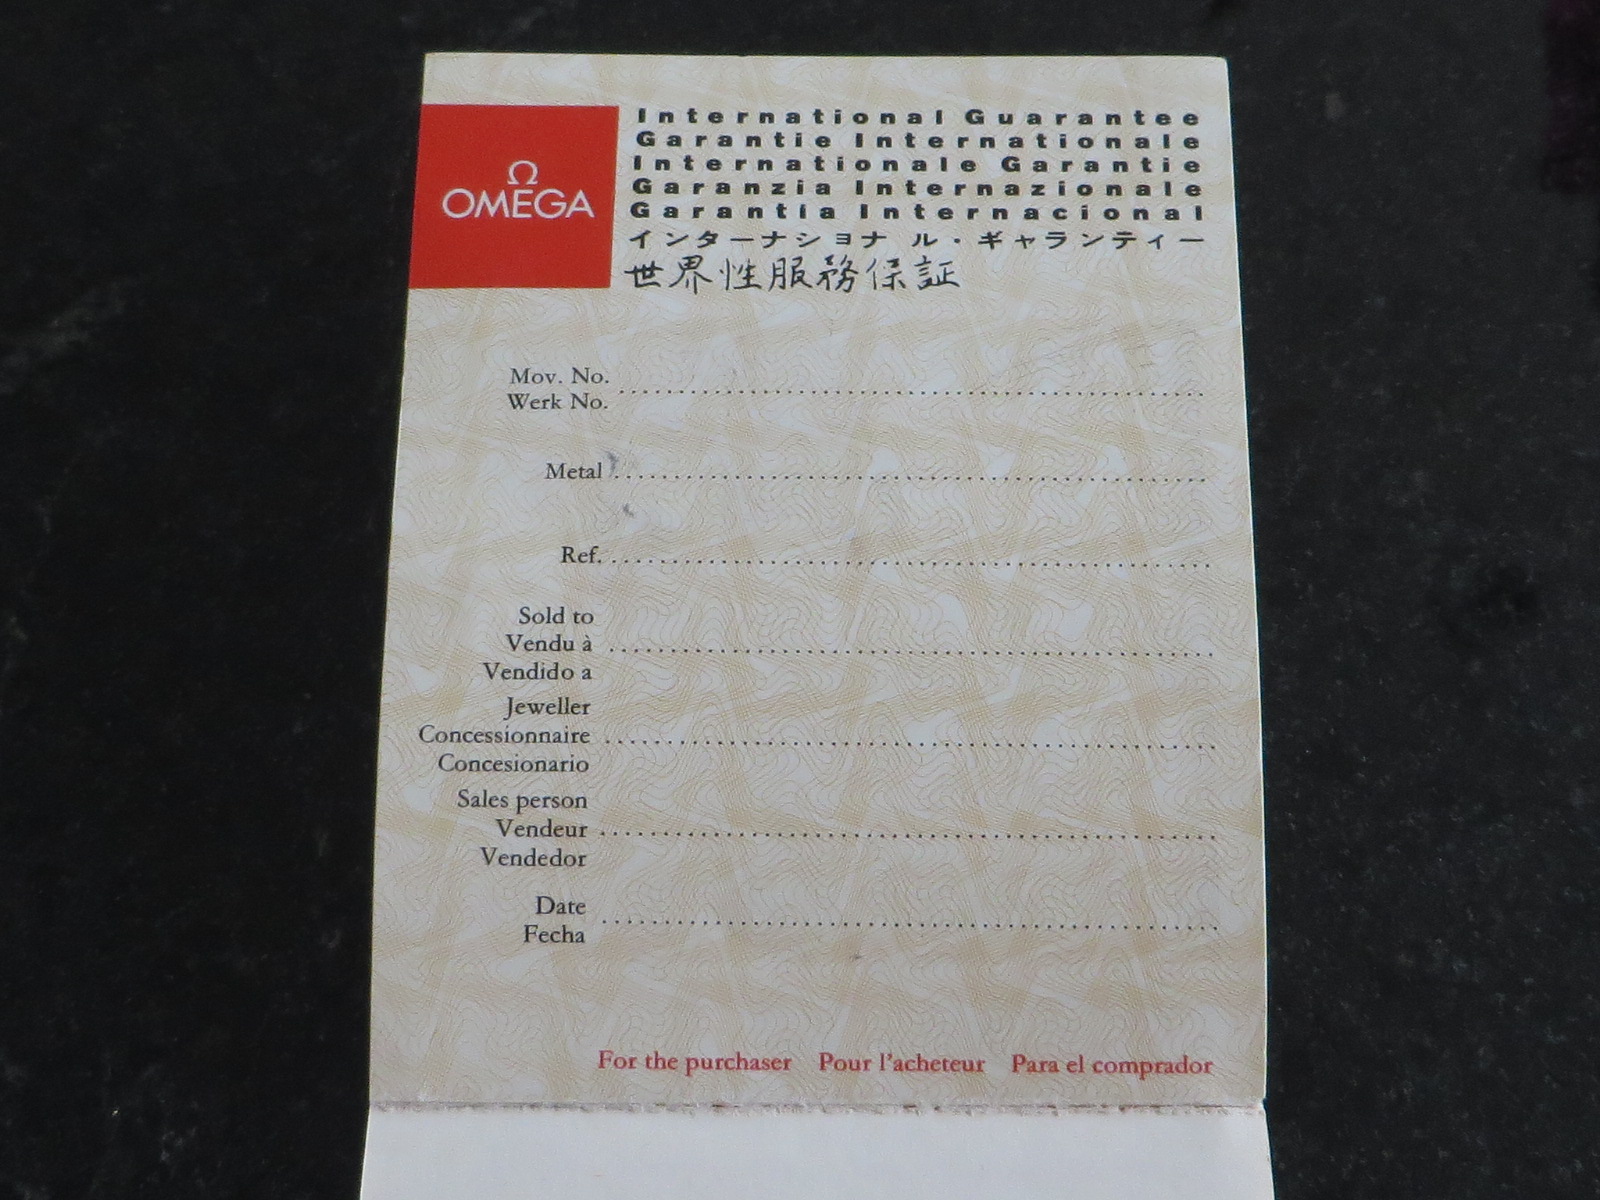 Ω
OMEGA
International Guarantee
Garantie Internationale
Internationale Garantie
Garanzia Internazionale
Garantia Internacional
インターナショナル・ギャランティー
世界性服務保証
Mov. No.
Werk No.
Metal
Ref.
Sold to
Vendu à
Vendido a
Jeweller
Concessionnaire
Concesionario
Sales person
Vendeur
Vendedor
Date
Fecha
For the purchaser Pour l'acheteur Para el comprador